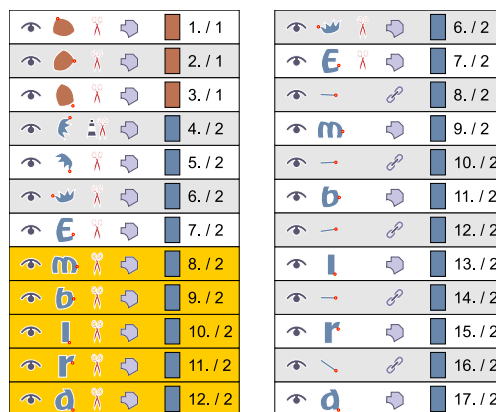 1. / 1
2. / 1
3. / 1
4. / 2
5. / 2
6. / 2
E 7. / 2
m 8. / 2
b 9. / 2
l 10. / 2
r 11. / 2
d 12. / 2
6. / 2
E 7. / 2
8. / 2
m 9. / 2
10. / 2
b 11. / 2
12. / 2
l 13. / 2
14. / 2
r 15. / 2
16. / 2
d 17. / 2